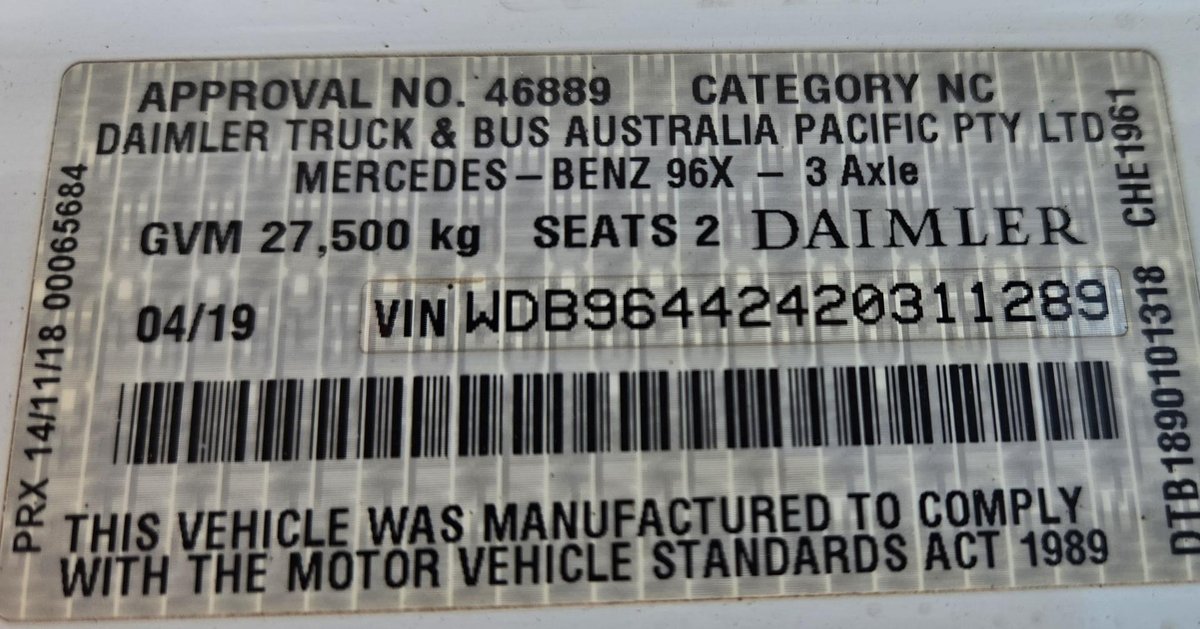 APPROVAL NO. 46889 CATEGORY NC
DAIMLER TRUCK & BUS AUSTRALIA PACIFIC PTY LTD
MERCEDES-BENZ 96X - 3 Axle
GVM 27,500 kg SEATS 2 DAIMLER
04/19 VIN WDB96442420311289
THIS VEHICLE WAS MANUFACTURED TO COMPLY
WITH THE MOTOR VEHICLE STANDARDS ACT 1989
PRX 14/11/18 00065684
DTB1890101318 CHE1961